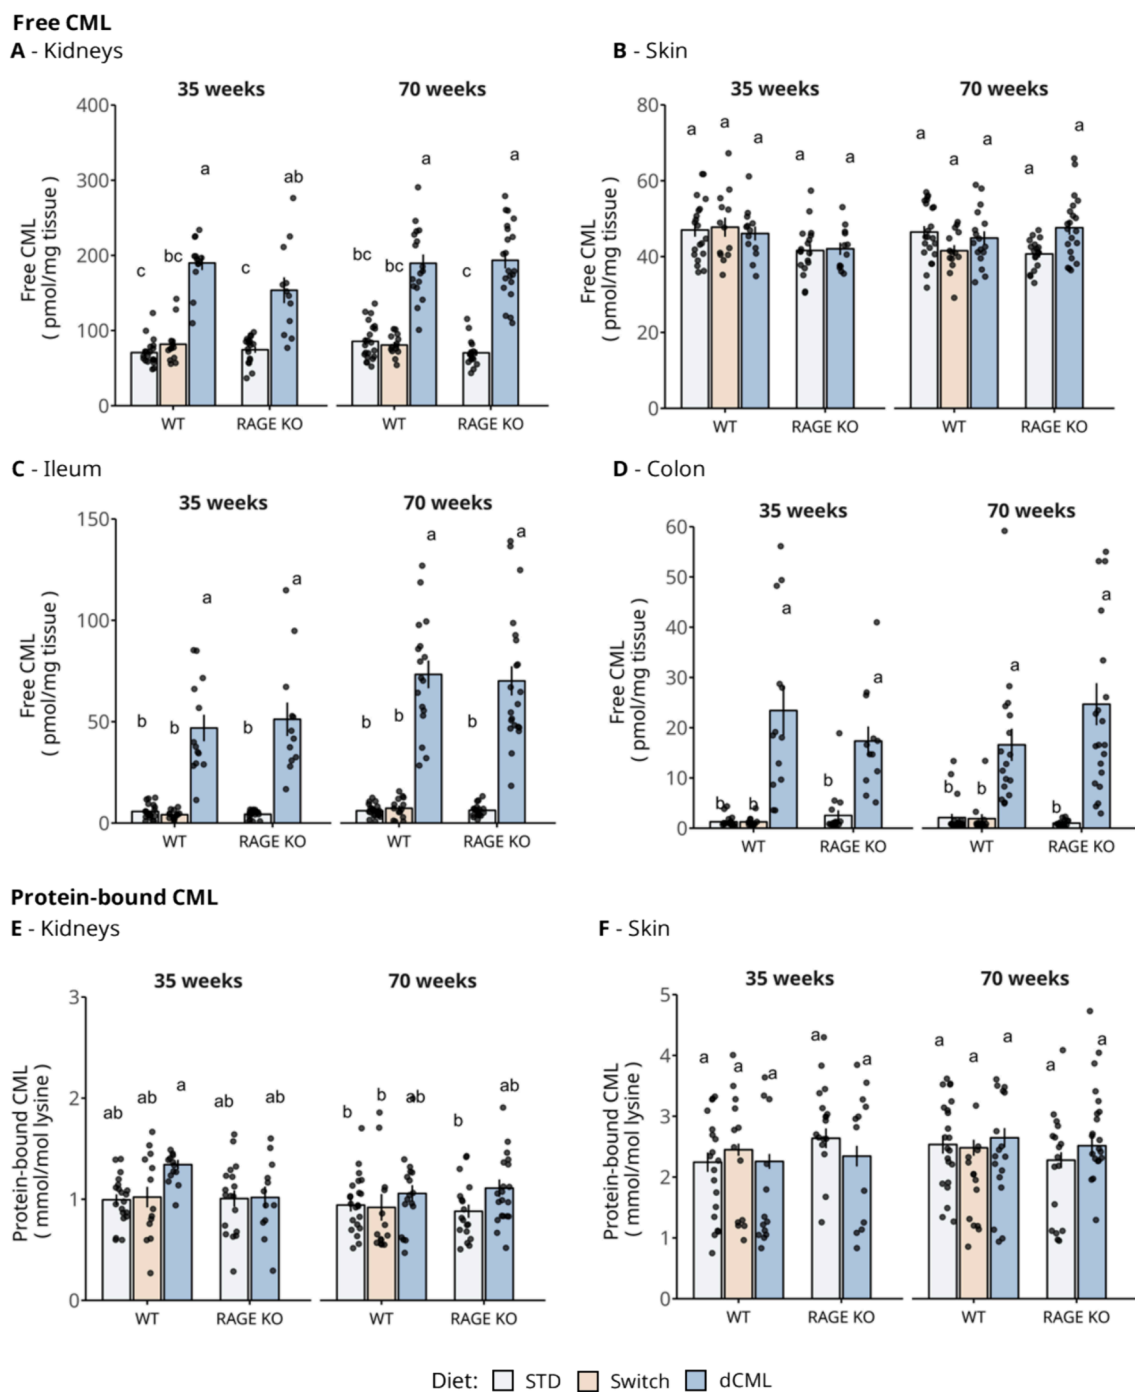 Free CML
A - Kidneys
35 weeks 70 weeks
Free CML
( pmol/mg tissue )
400
300
200
100
0
c bc a c ab bc bc a c a
WT RAGE KO WT RAGE KO
B - Skin
35 weeks 70 weeks
Free CML
( pmol/mg tissue )
80
60
40
20
0
a a a a a a a a a a
WT RAGE KO WT RAGE KO
C - Ileum
35 weeks 70 weeks
Free CML
( pmol/mg tissue )
150
100
50
0
b b a b a b b a b a
WT RAGE KO WT RAGE KO
D - Colon
35 weeks 70 weeks
Free CML
( pmol/mg tissue )
60
50
40
30
20
10
0
b b a b a b b a b a
WT RAGE KO WT RAGE KO
Protein-bound CML
E - Kidneys
35 weeks 70 weeks
Protein-bound CML
( mmol/mol lysine )
3
2
1
0
ab ab a ab ab b b ab b ab
WT RAGE KO WT RAGE KO
F - Skin
35 weeks 70 weeks
Protein-bound CML
( mmol/mol lysine )
5
4
3
2
1
0
a a a a a a a a a a
WT RAGE KO WT RAGE KO
Diet: STD Switch dCML